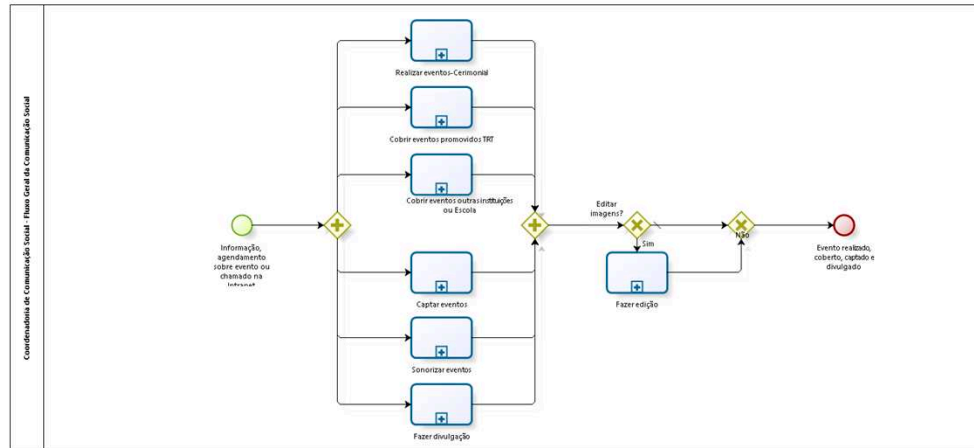 Coordenadoria de Comunicação Social - Fluxo Geral da Comunicação Social
Realizar eventos-Cerimonial
Cobrir eventos promovidos TRT
Cobrir eventos outras instituições
ou Escola
Informação,
agendamento
sobre evento ou
chamado na
Intranet
Captar eventos
Sonorizar eventos
Fazer divulgação
Editar
imagens?
Sim
Não
Fazer edição
Evento realizado,
coberto, captado e
divulgado